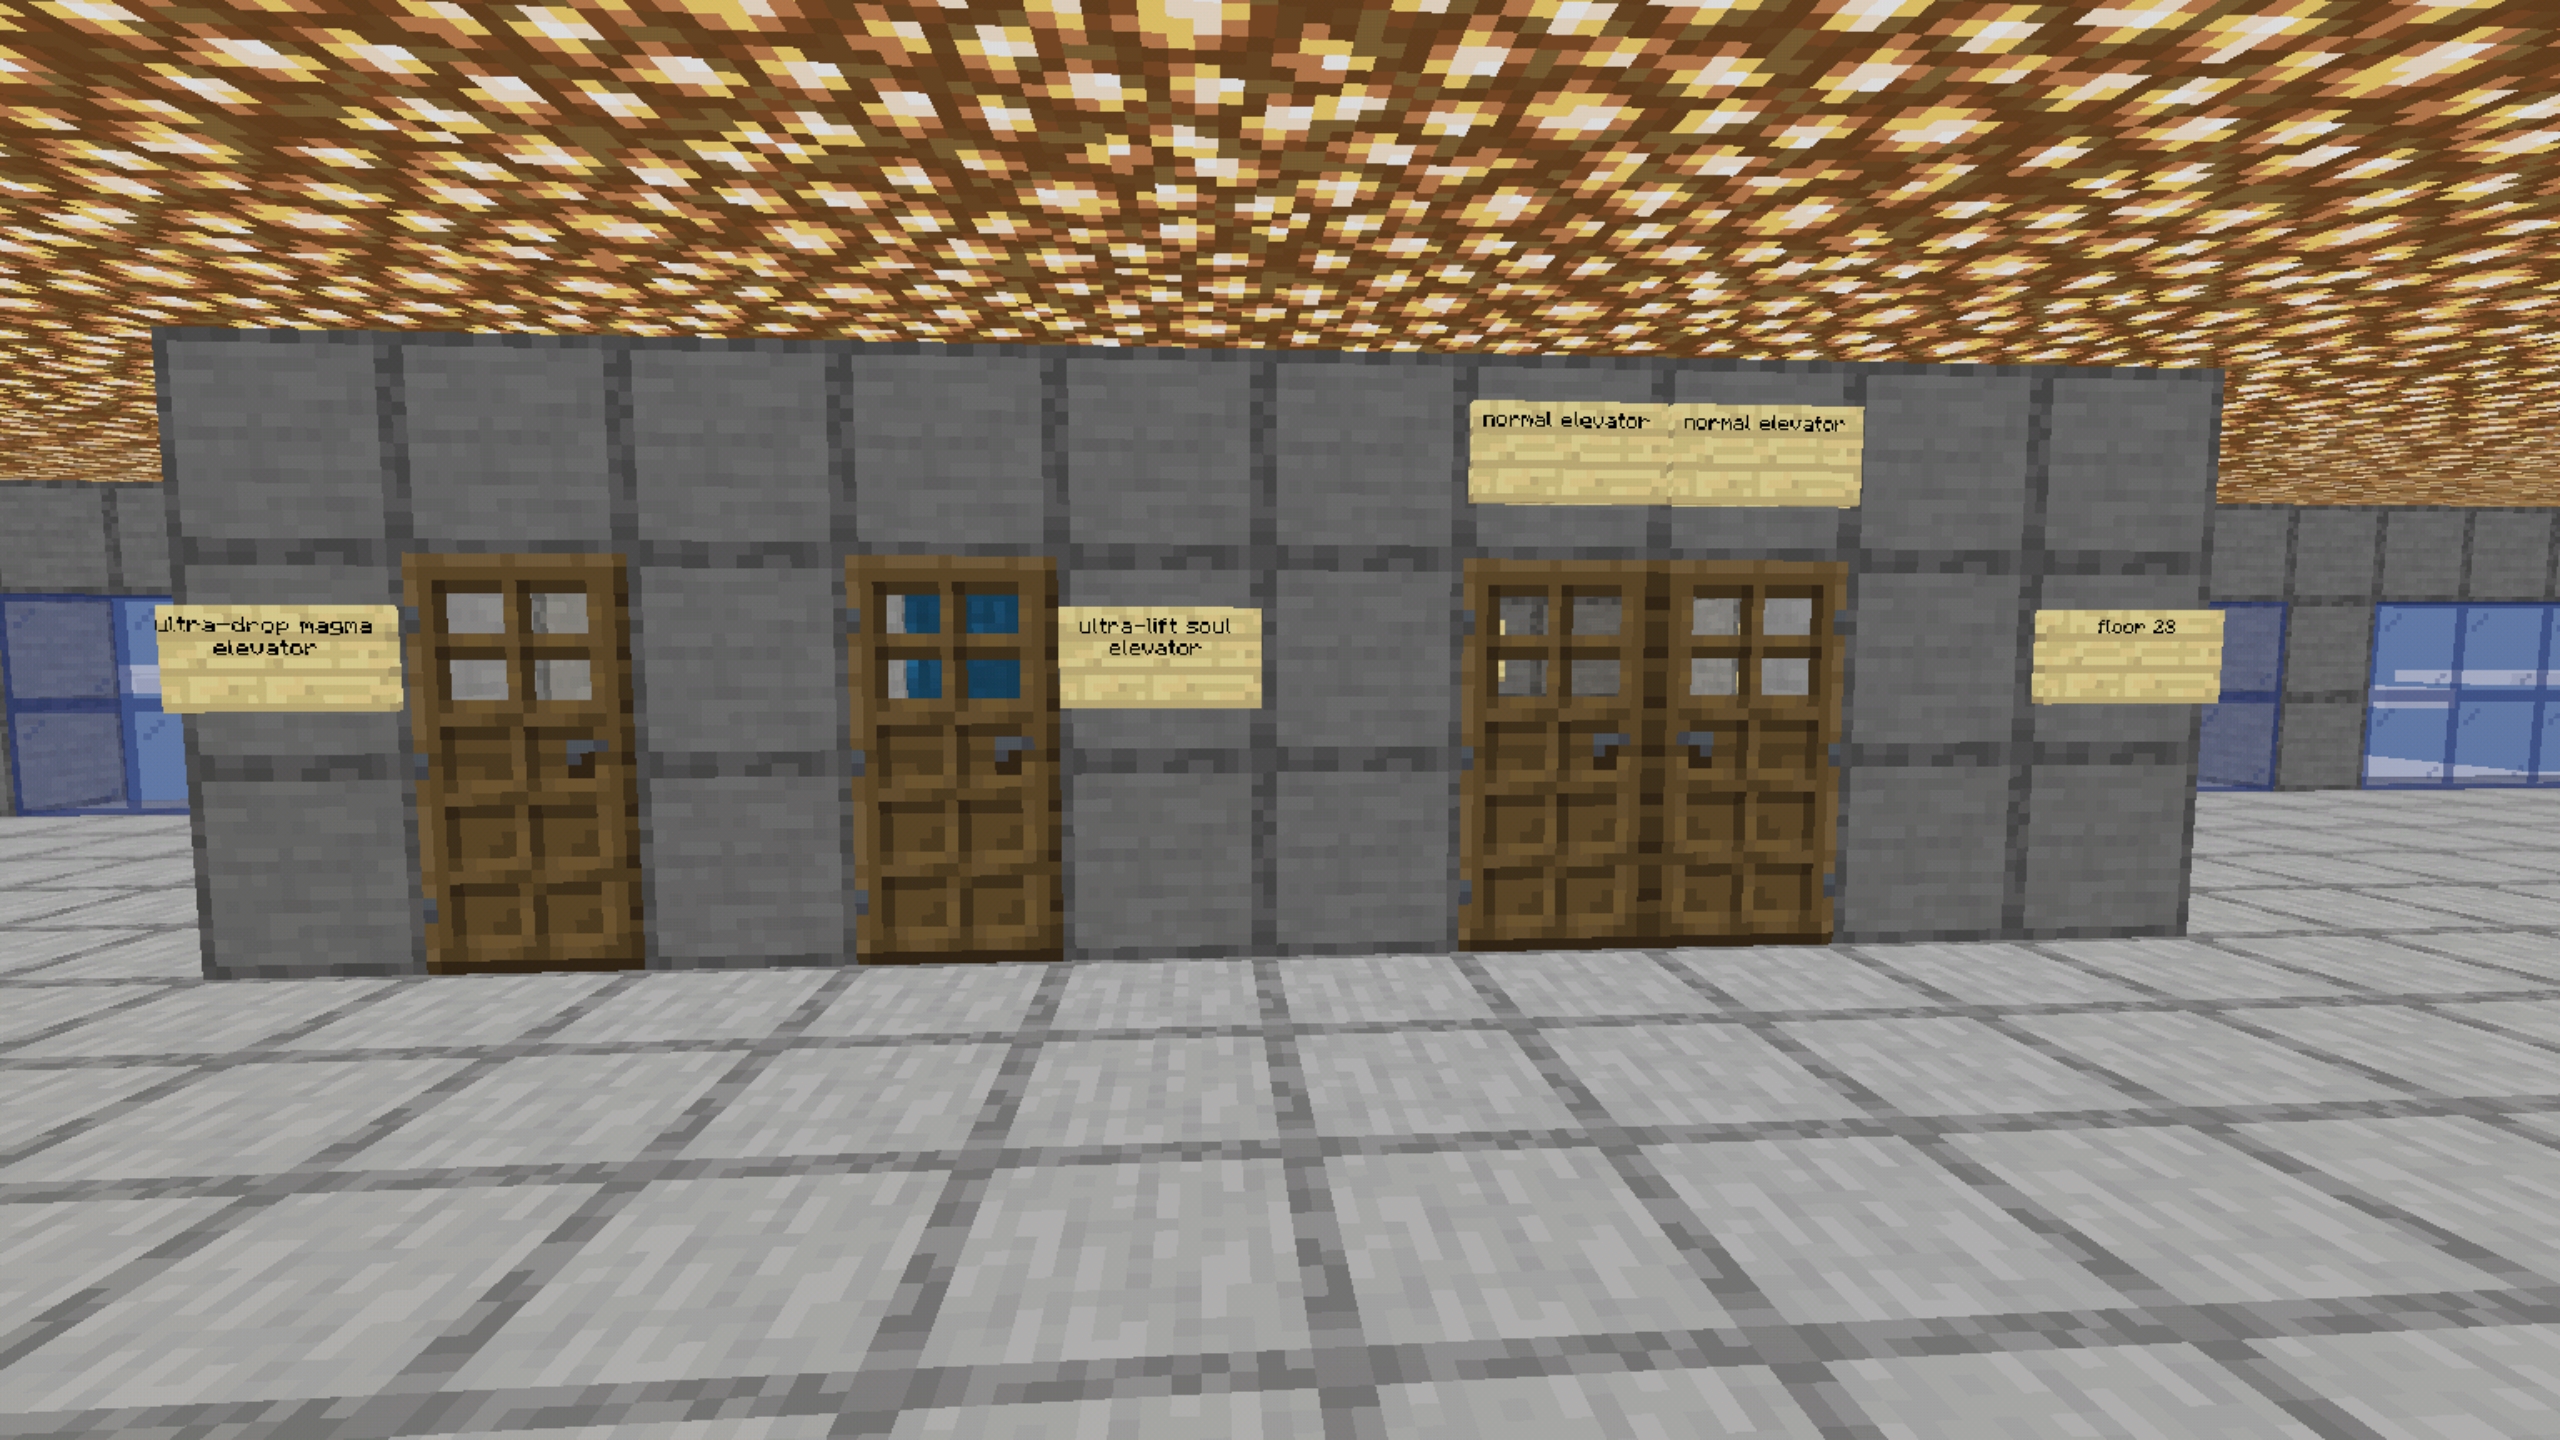 normal elevator
normal elevator
ultra-drop magma
elevator
ultra-lift soul
elevator
floor 28